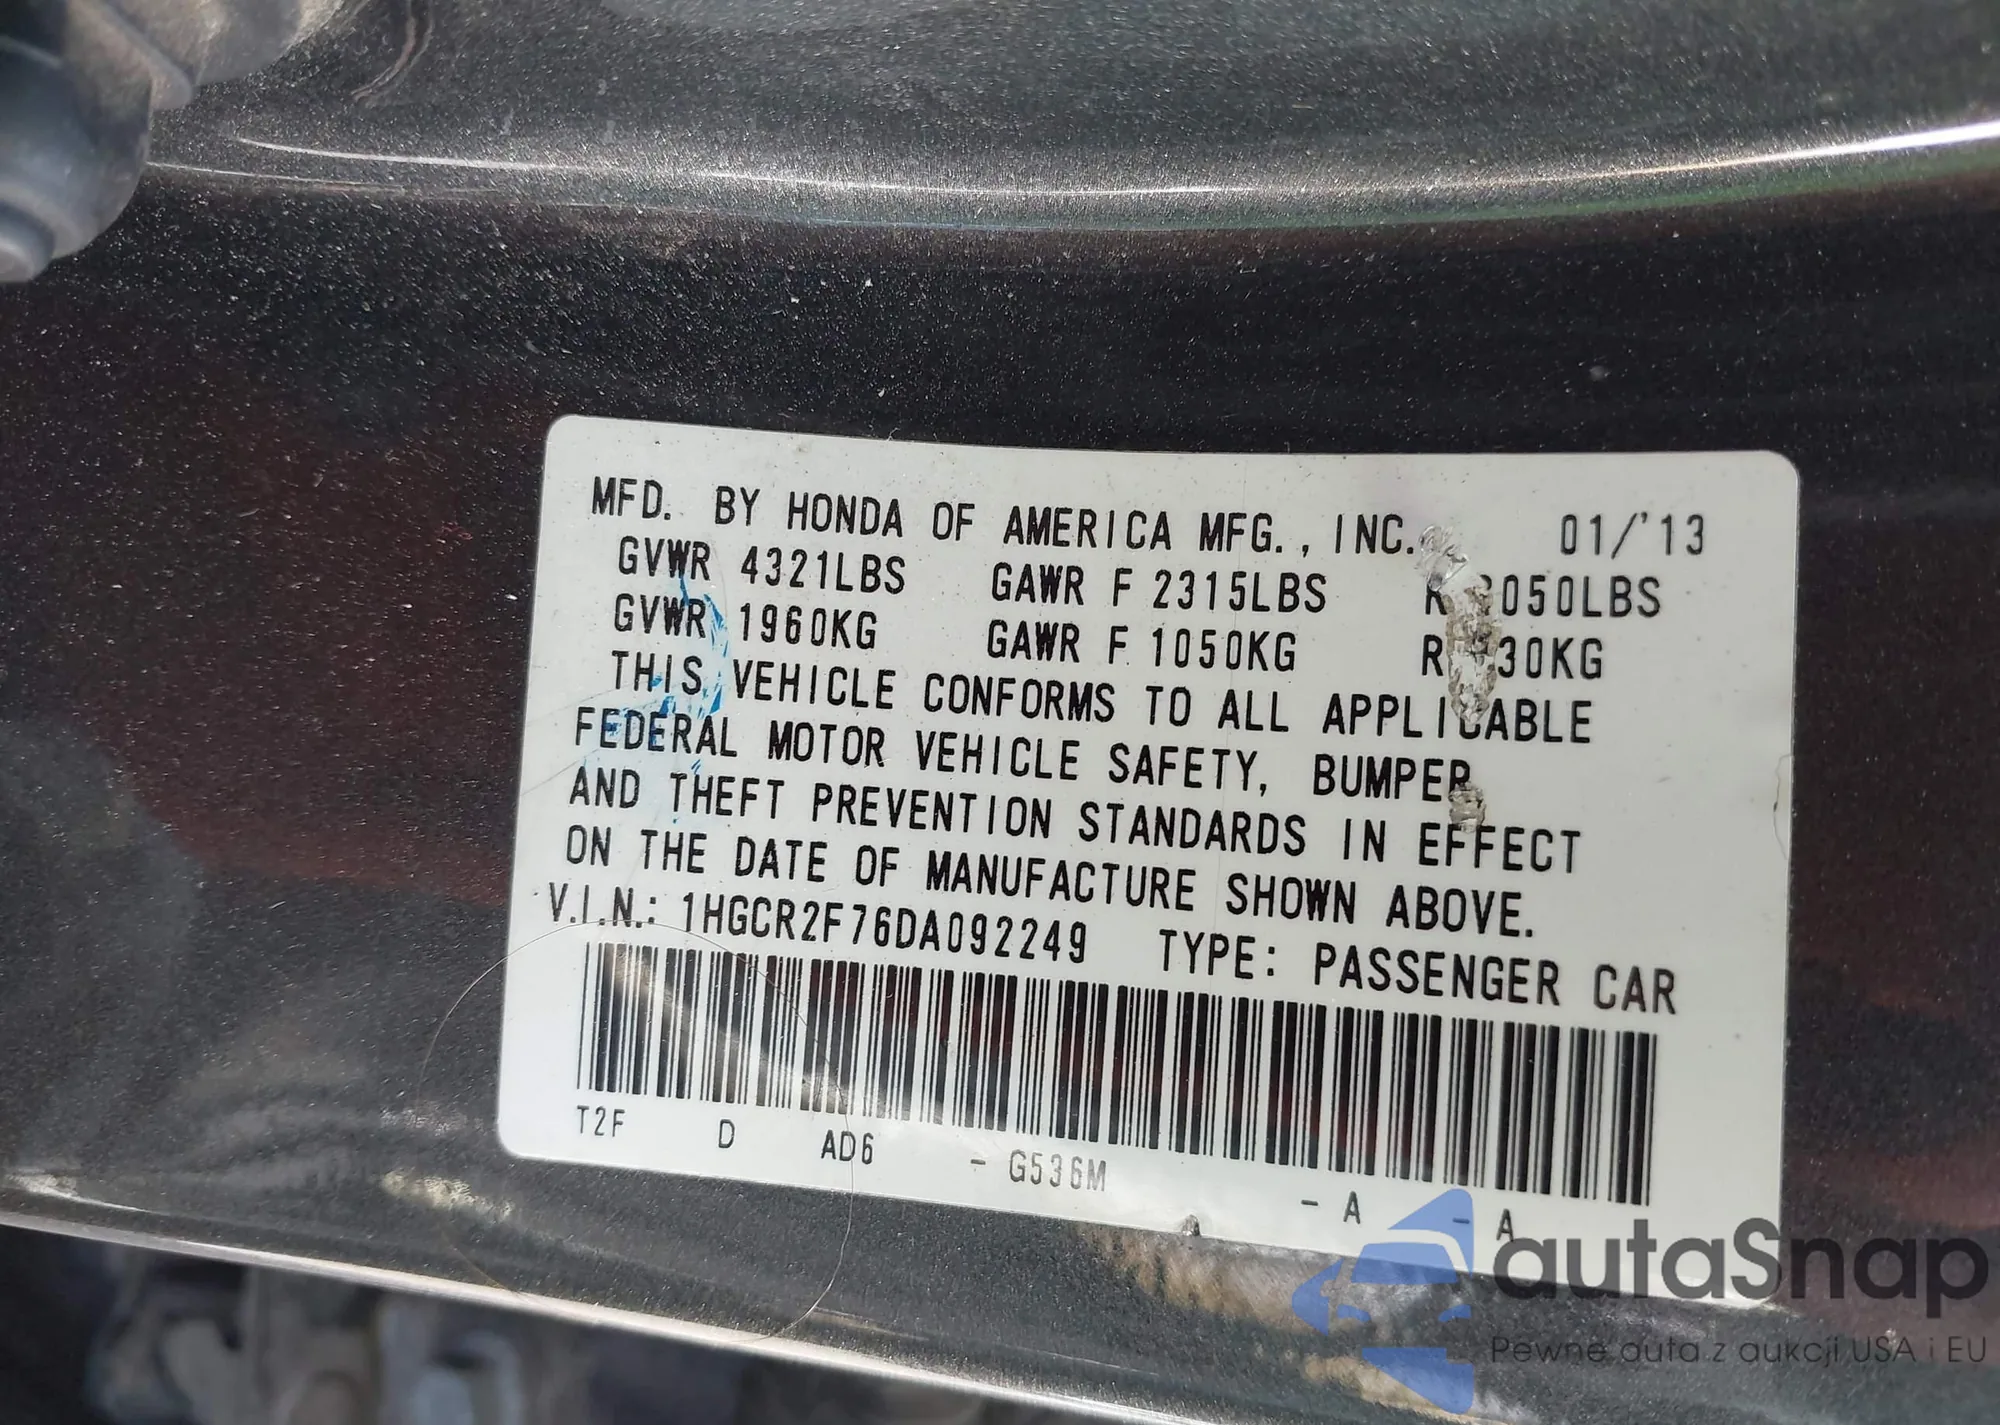 MFD. BY HONDA OF AMERICA MFG., INC. 01/'13
GVWR 4321LBS GAWR F 2315LBS R 050LBS
GVWR 1960KG GAWR F 1050KG R 30KG
THIS VEHICLE CONFORMS TO ALL APPLICABLE
FEDERAL MOTOR VEHICLE SAFETY, BUMPER
AND THEFT PREVENTION STANDARDS IN EFFECT
ON THE DATE OF MANUFACTURE SHOWN ABOVE.
V.I.N.: 1HGCR2F76DA092249 TYPE: PASSENGER CAR
T2F D AD6 - G536M - A - A
autaSnap
Pewne auta z aukcji USA i EU